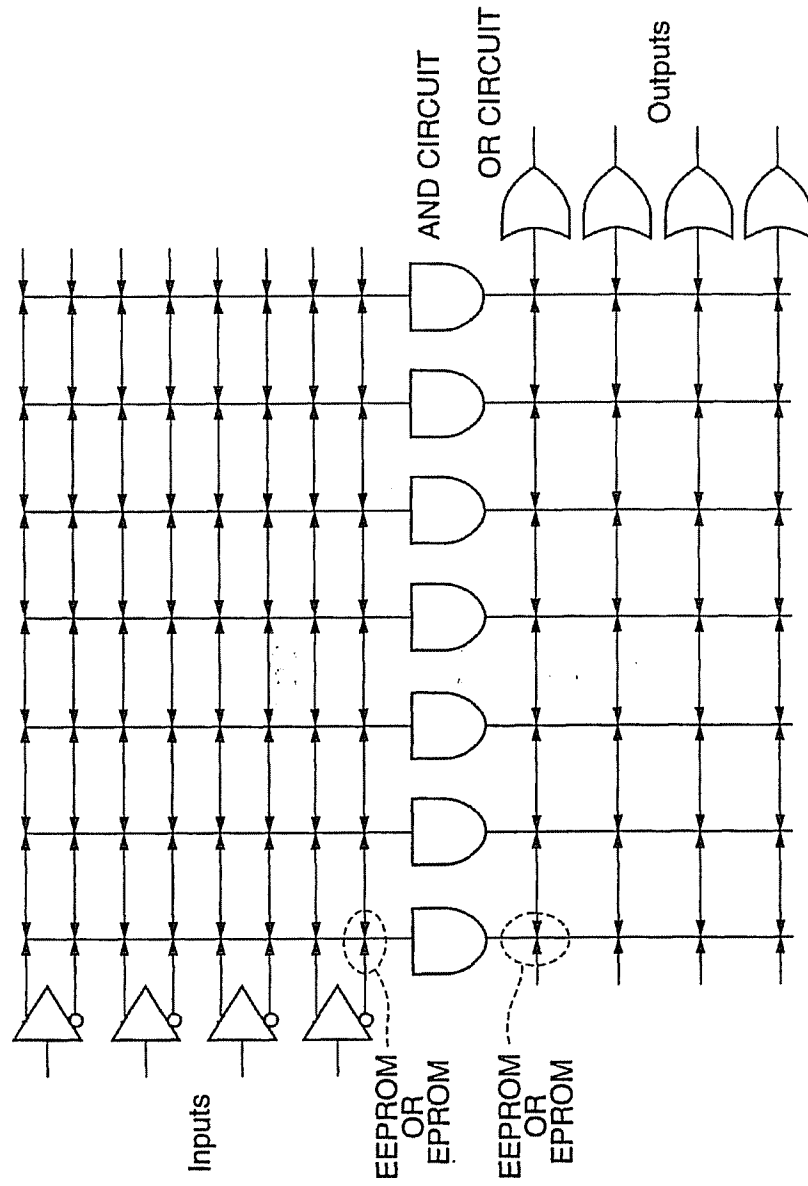 Inputs
EEPROM
OR
EPROM
EEPROM
OR
EPROM
AND CIRCUIT
OR CIRCUIT
Outputs